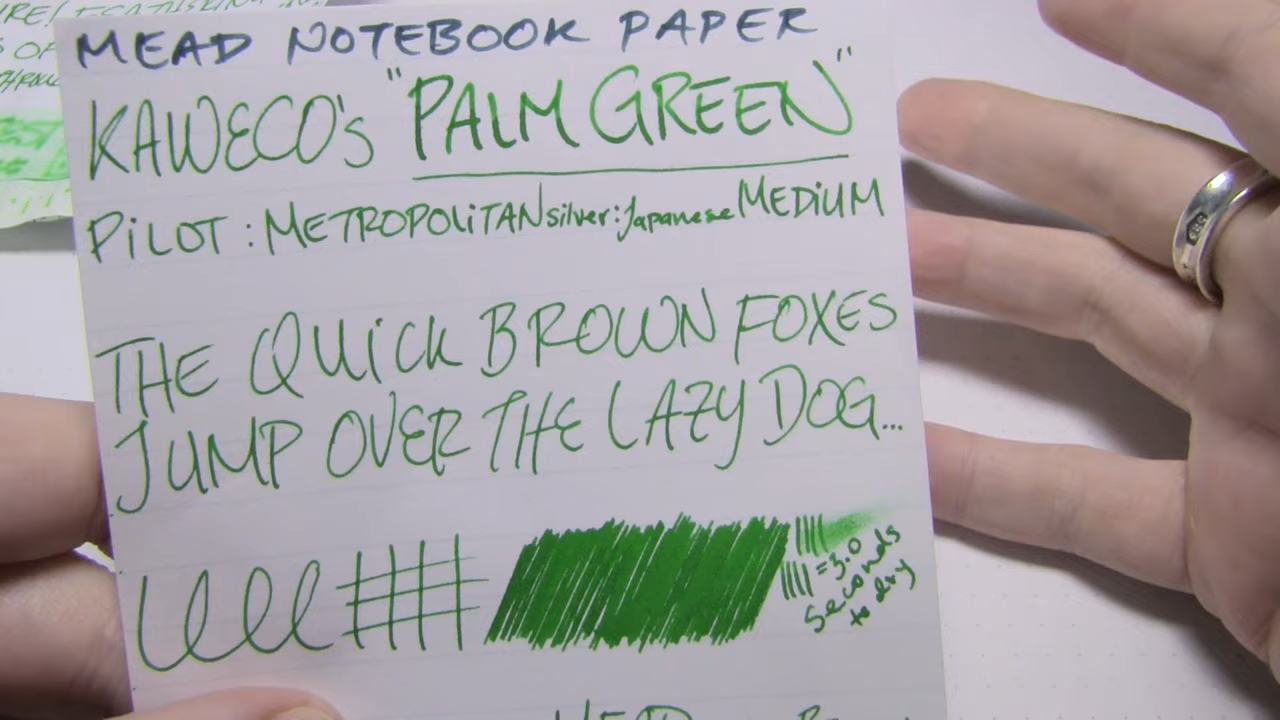 MEAD NOTEBOOK PAPER
KAWECO's "PALM GREEN"
PiLOT : METROPOLiTAN silver: Japanese MEDiUM
THE QUiCK BROWN FOXES
JUMP OVER THE LAZY DOG...
= 3.0
seconds
to dry